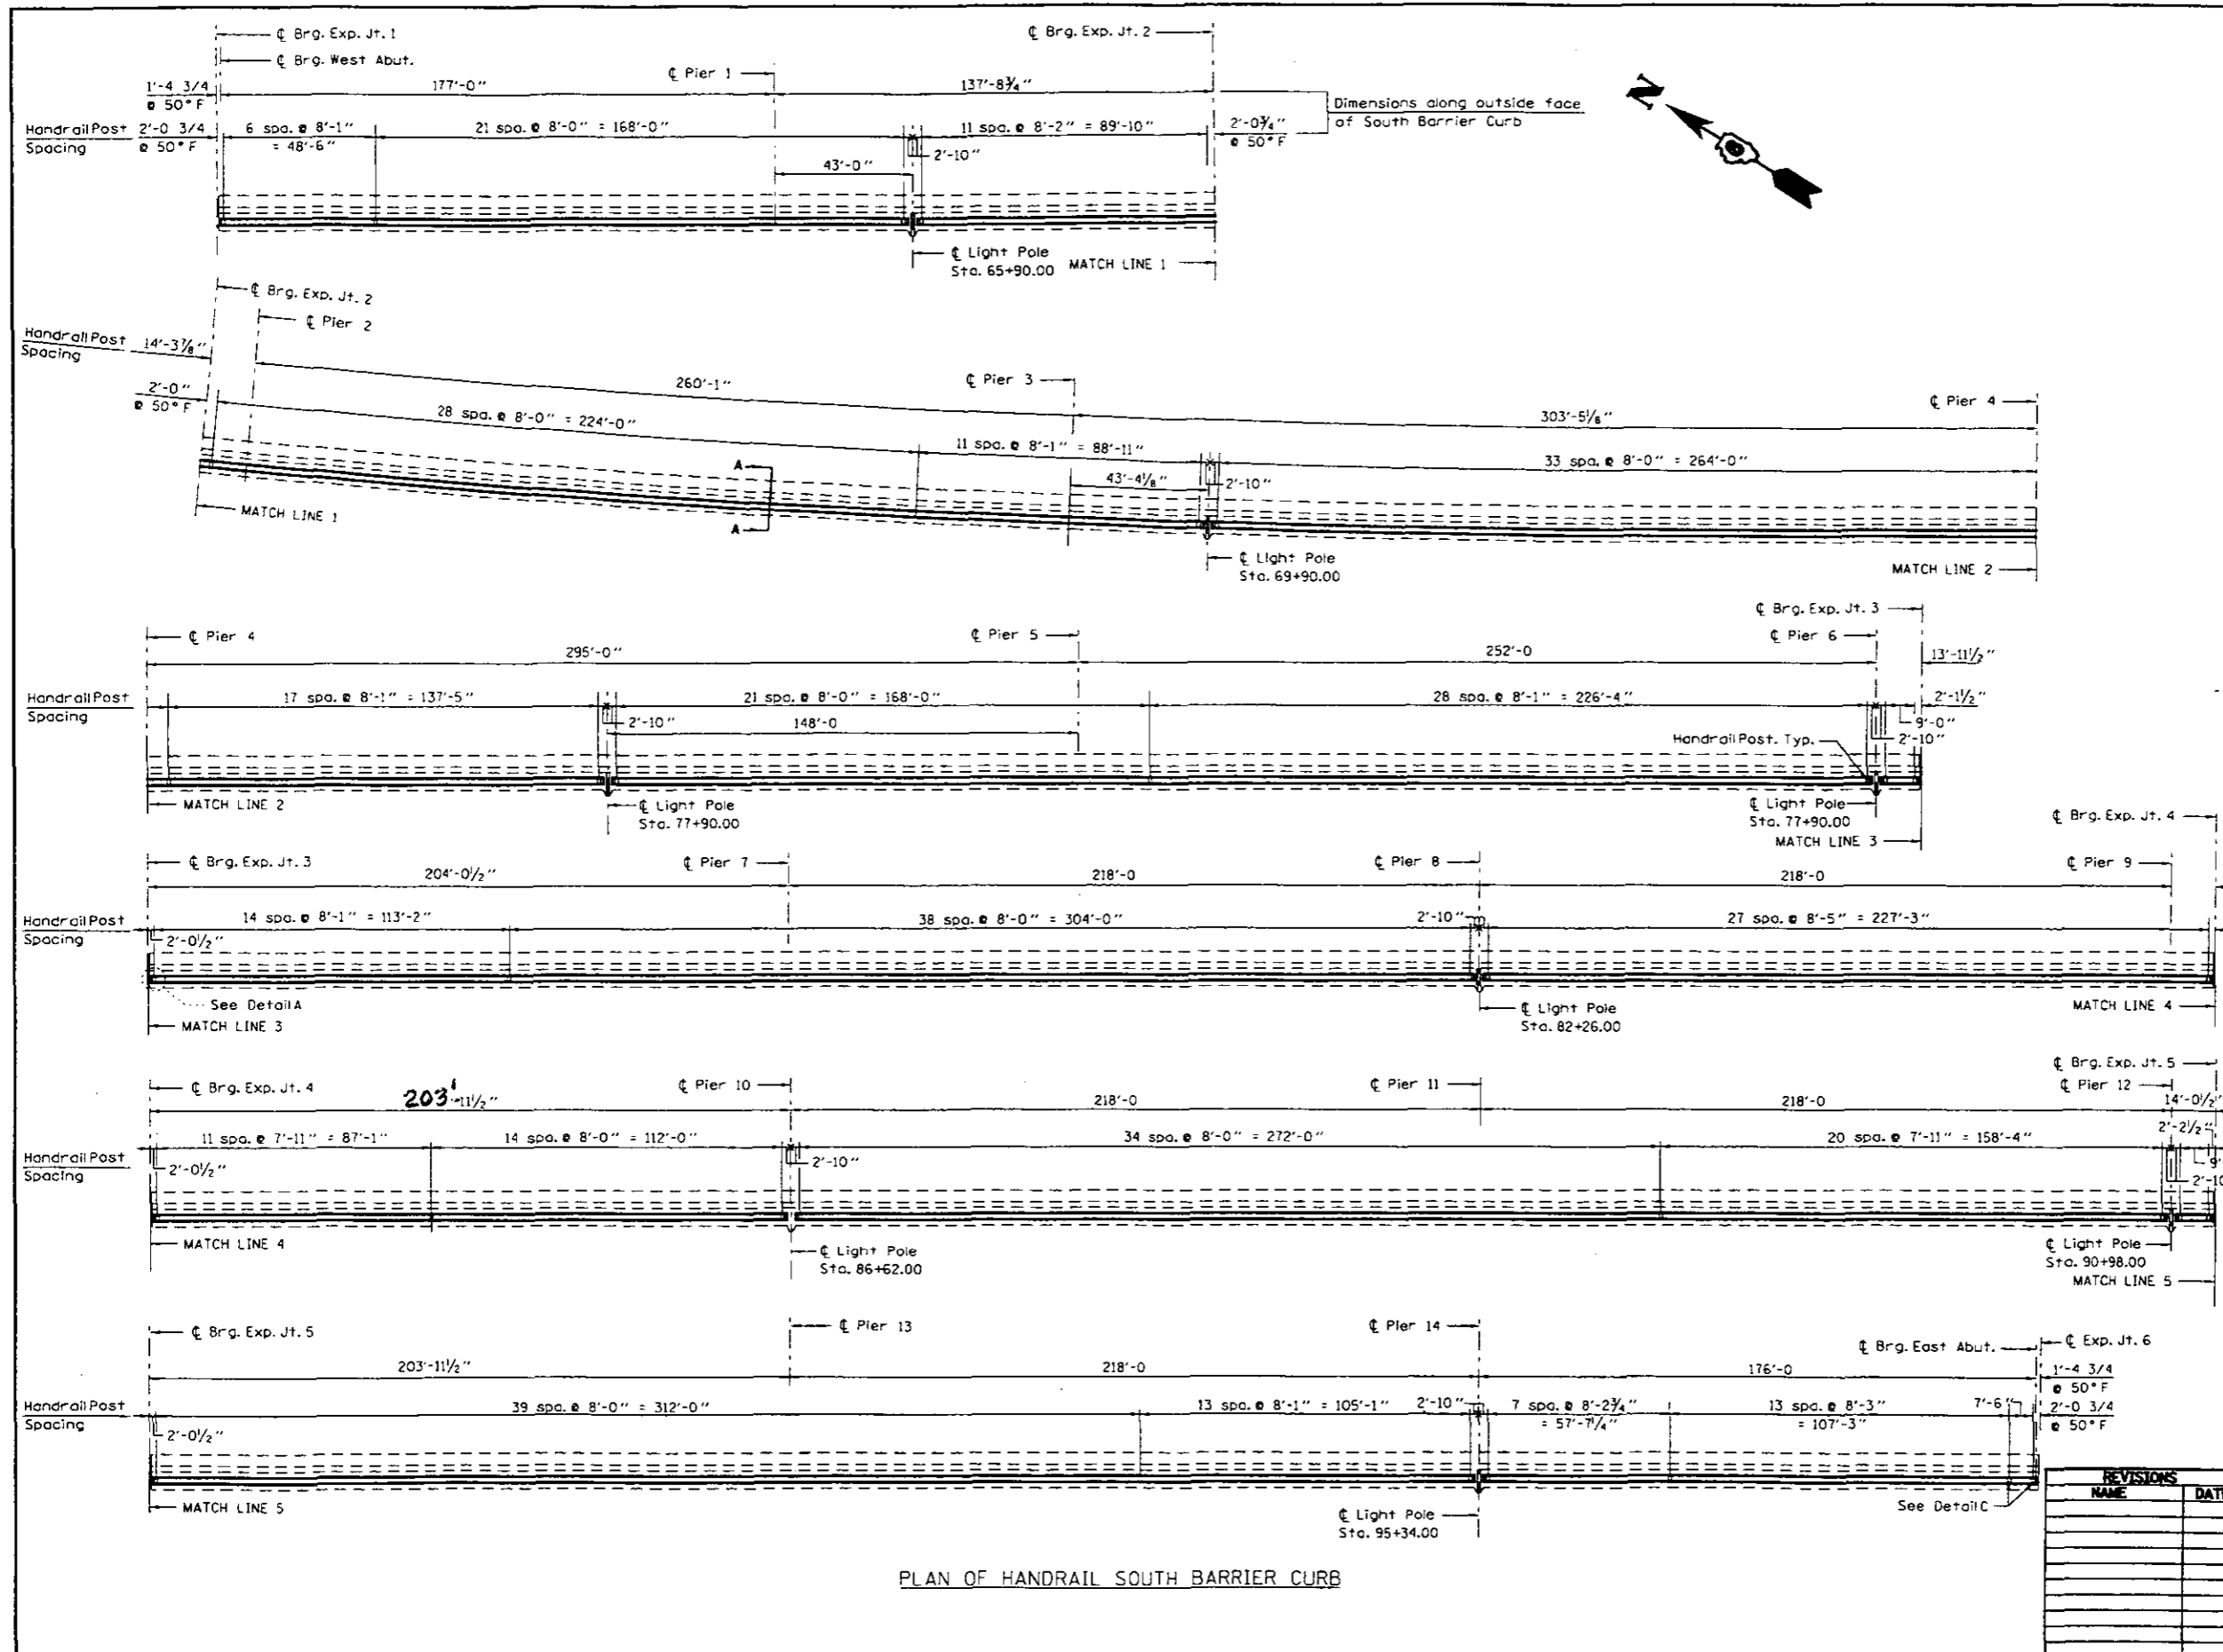 ℄ Brg. Exp. Jt. 1
℄ Brg. Exp. Jt. 2
℄ Brg. West Abut.
℄ Pier 1
1'-4 3/4
@ 50° F
177'-0"
137'-8¾"
Dimensions along outside face
of South Barrier Curb
N
Handrail Post
Spacing
2'-0 3/4
@ 50° F
6 spa. @ 8'-1"
= 48'-6"
21 spa. @ 8'-0" = 168'-0"
11 spa. @ 8'-2" = 89'-10"
2'-0¾"
@ 50° F
2'-10"
43'-0"
℄ Light Pole
Sta. 65+90.00
MATCH LINE 1
℄ Brg. Exp. Jt. 2
℄ Pier 2
Handrail Post
Spacing
14'-3⅞"
2'-0"
@ 50° F
260'-1"
℄ Pier 3
303'-5⅛"
℄ Pier 4
28 spa. @ 8'-0" = 224'-0"
11 spa. @ 8'-1" = 88'-11"
33 spa. @ 8'-0" = 264'-0"
A
A
43'-4⅛"
2'-10"
MATCH LINE 1
℄ Light Pole
Sta. 69+90.00
MATCH LINE 2
℄ Brg. Exp. Jt. 3
℄ Pier 4
℄ Pier 5
℄ Pier 6
295'-0"
252'-0
13'-11½"
Handrail Post
Spacing
17 spa. @ 8'-1" = 137'-5"
21 spa. @ 8'-0" = 168'-0"
28 spa. @ 8'-1" = 226'-4"
2'-1½"
2'-10"
148'-0
9'-0"
2'-10"
Handrail Post. Typ.
MATCH LINE 2
℄ Light Pole
Sta. 77+90.00
℄ Light Pole
Sta. 77+90.00
MATCH LINE 3
℄ Brg. Exp. Jt. 4
℄ Brg. Exp. Jt. 3
℄ Pier 7
℄ Pier 8
℄ Pier 9
204'-0½"
218'-0
218'-0
Handrail Post
Spacing
14 spa. @ 8'-1" = 113'-2"
38 spa. @ 8'-0" = 304'-0"
2'-10"
27 spa. @ 8'-5" = 227'-3"
2'-0½"
See Detail A
MATCH LINE 3
℄ Light Pole
Sta. 82+26.00
MATCH LINE 4
℄ Brg. Exp. Jt. 5
℄ Brg. Exp. Jt. 4
℄ Pier 10
℄ Pier 11
℄ Pier 12
203'-11½"
218'-0
218'-0
14'-0½"
Handrail Post
Spacing
11 spa. @ 7'-11" = 87'-1"
14 spa. @ 8'-0" = 112'-0"
34 spa. @ 8'-0" = 272'-0"
20 spa. @ 7'-11" = 158'-4"
2'-2½"
2'-0½"
2'-10"
9'
2'-10
MATCH LINE 4
℄ Light Pole
Sta. 86+62.00
℄ Light Pole
Sta. 90+98.00
MATCH LINE 5
℄ Brg. Exp. Jt. 5
℄ Pier 13
℄ Pier 14
℄ Brg. East Abut.
℄ Exp. Jt. 6
203'-11½"
218'-0
176'-0
1'-4 3/4
@ 50° F
Handrail Post
Spacing
39 spa. @ 8'-0" = 312'-0"
13 spa. @ 8'-1" = 105'-1"
2'-10"
7 spa. @ 8'-2¾"
= 57'-7¼"
13 spa. @ 8'-3"
= 107'-3"
7'-6"
2'-0 3/4
@ 50° F
2'-0½"
MATCH LINE 5
℄ Light Pole
Sta. 95+34.00
See Detail C
PLAN OF HANDRAIL SOUTH BARRIER CURB
REVISIONS
NAME
DAT